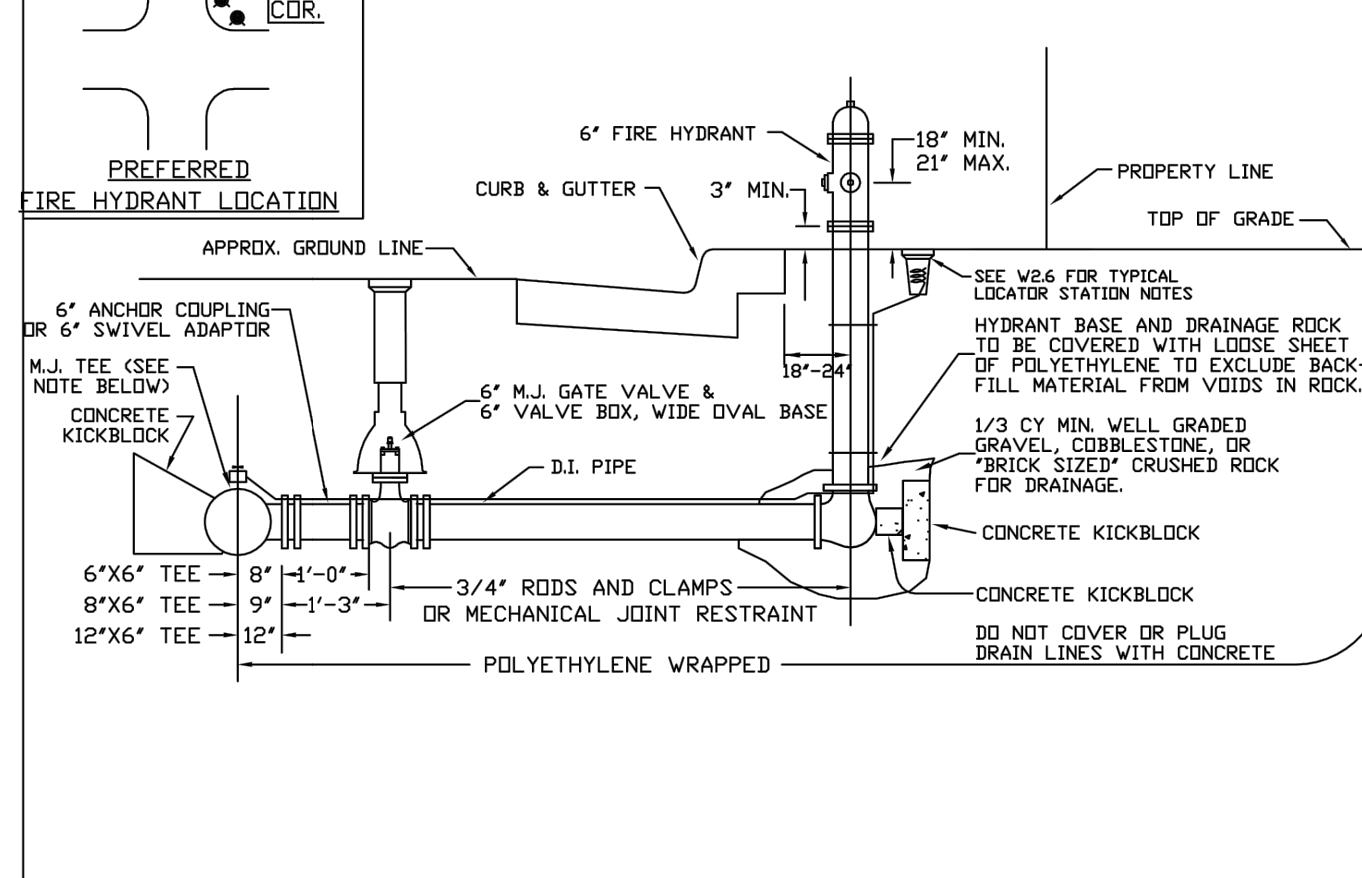 COR.
PREFERRED
FIRE HYDRANT LOCATION
6" FIRE HYDRANT
18" MIN.
21" MAX.
CURB & GUTTER
3" MIN.
PROPERTY LINE
TOP OF GRADE
APPROX. GROUND LINE
SEE W2.6 FOR TYPICAL
LOCATOR STATION NOTES
6" ANCHOR COUPLING
OR 6" SWIVEL ADAPTOR
HYDRANT BASE AND DRAINAGE ROCK
TO BE COVERED WITH LOOSE SHEET
OF POLYETHYLENE TO EXCLUDE BACK-
FILL MATERIAL FROM VOIDS IN ROCK.
M.J. TEE (SEE
NOTE BELOW)
18"-24"
6" M.J. GATE VALVE &
6" VALVE BOX, WIDE OVAL BASE
CONCRETE
KICKBLOCK
1/3 CY MIN. WELL GRADED
GRAVEL, COBBLESTONE, OR
"BRICK SIZED" CRUSHED ROCK
FOR DRAINAGE.
D.I. PIPE
CONCRETE KICKBLOCK
6"X6" TEE 8" 1'-0"
8"X6" TEE 9" 1'-3"
12"X6" TEE 12"
3/4" RODS AND CLAMPS
OR MECHANICAL JOINT RESTRAINT
CONCRETE KICKBLOCK
DO NOT COVER OR PLUG
DRAIN LINES WITH CONCRETE
POLYETHYLENE WRAPPED